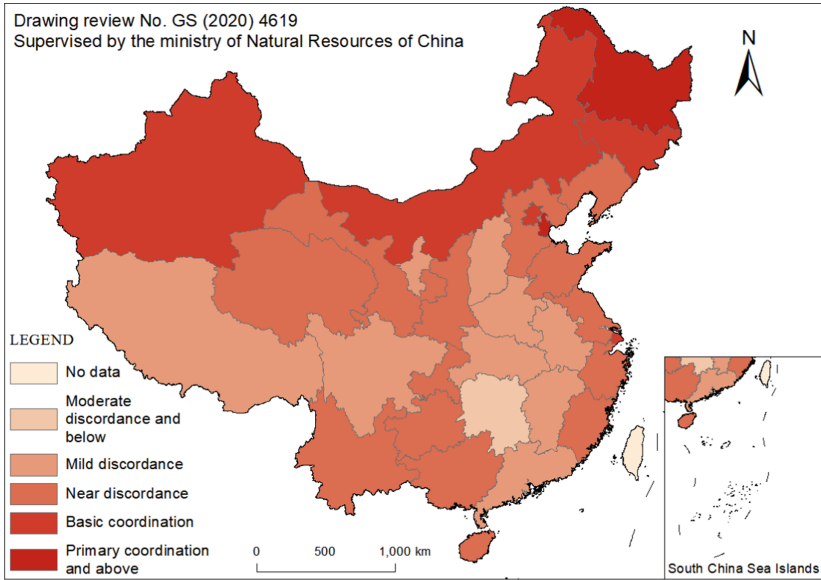 Drawing review No. GS (2020) 4619
Supervised by the ministry of Natural Resources of China
N
LEGEND
No data
Moderate
discordance and
below
Mild discordance
Near discordance
Basic coordination
Primary coordination
and above
0 500 1,000 km
South China Sea Islands